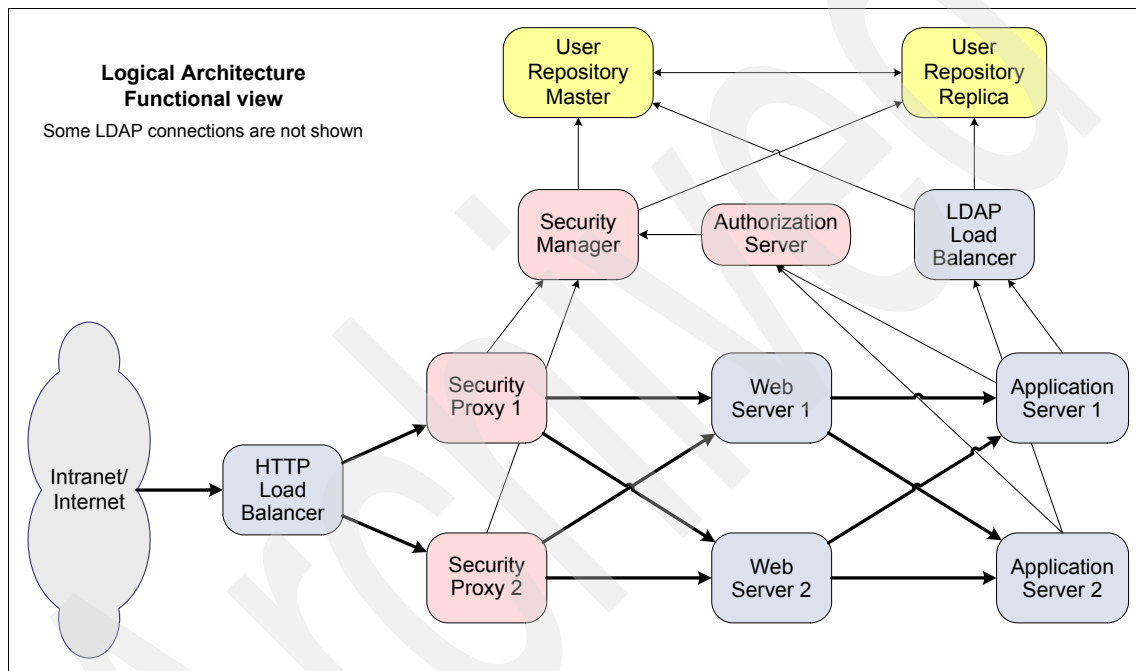 Logical Architecture
Functional view
Some LDAP connections are not shown
User
Repository
Master
User
Repository
Replica
Security
Manager
Authorization
Server
LDAP
Load
Balancer
Intranet/
Internet
HTTP
Load
Balancer
Security
Proxy 1
Web
Server 1
Application
Server 1
Security
Proxy 2
Web
Server 2
Application
Server 2
Archived